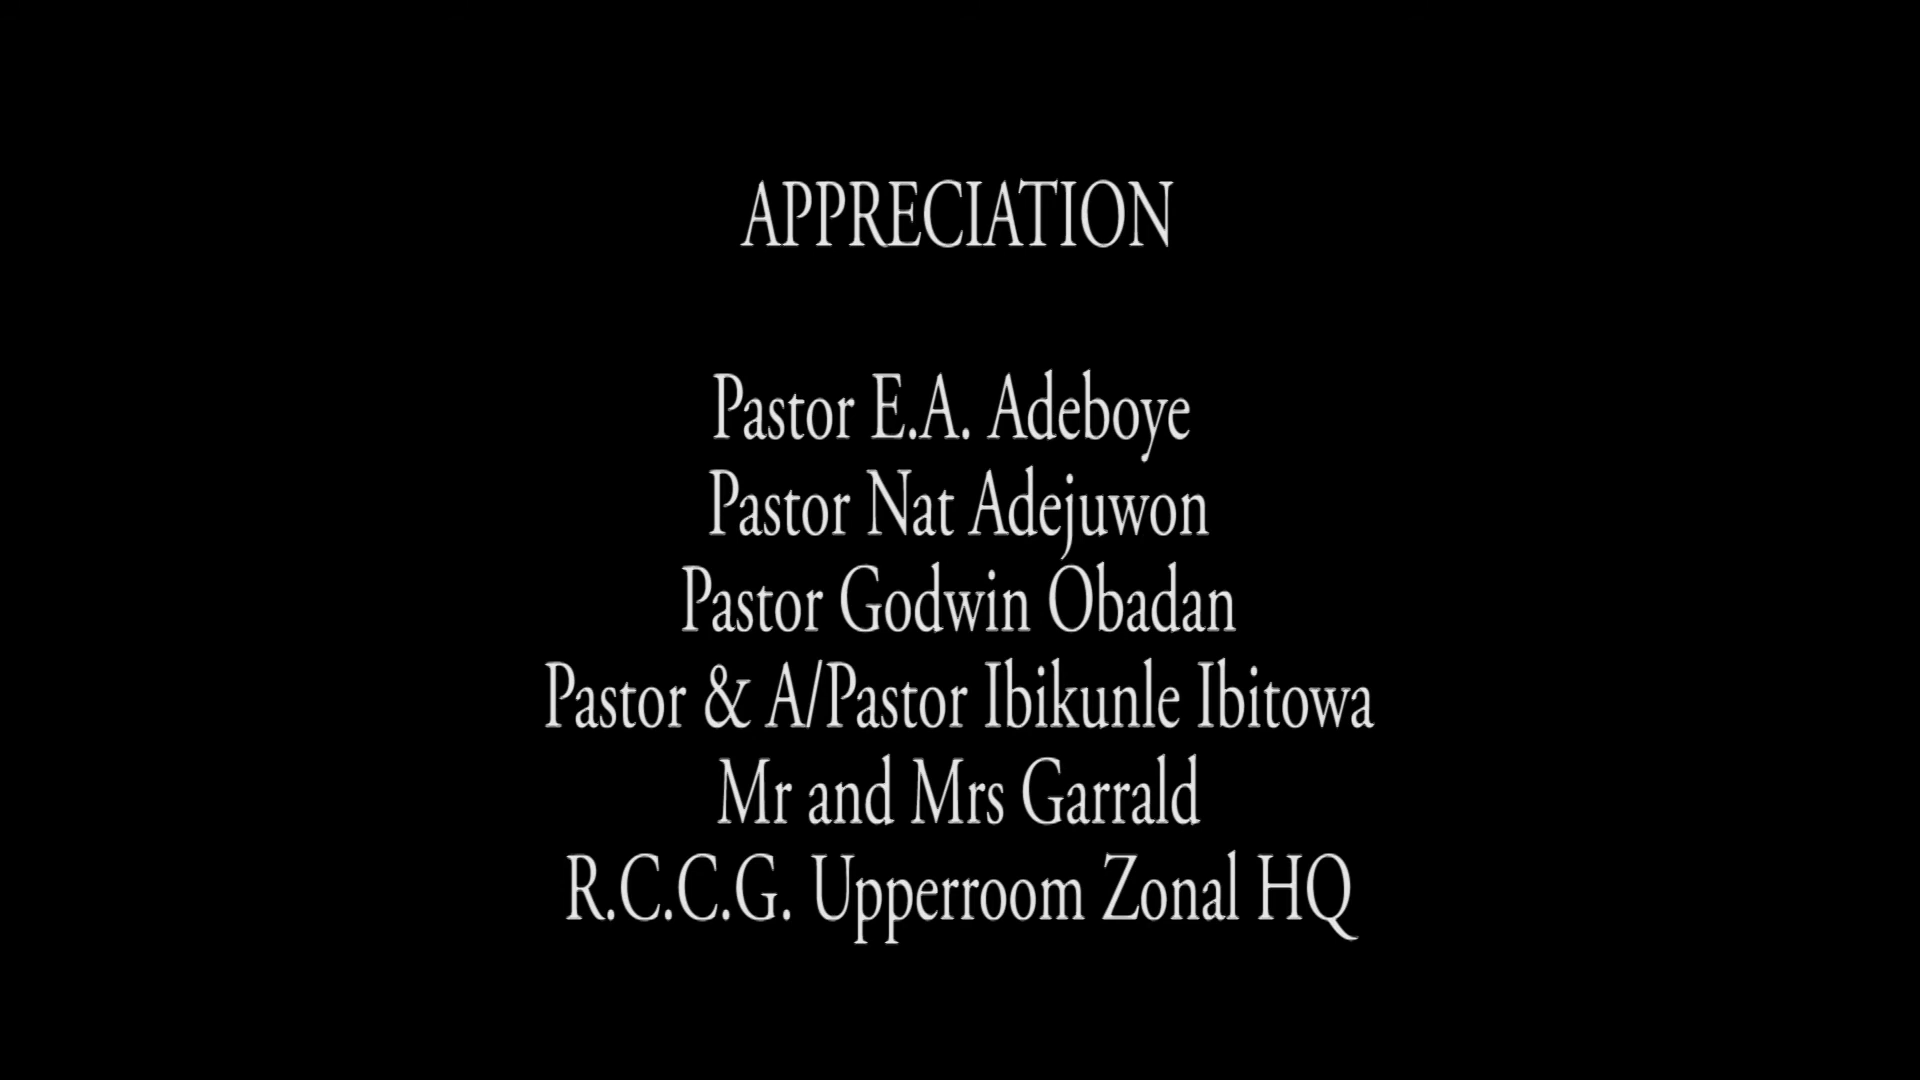 APPRECIATION
Pastor E.A. Adeboye
Pastor Nat Adejuwon
Pastor Godwin Obadan
Pastor & A/Pastor Ibikunle Ibitowa
Mr and Mrs Garrald
R.C.C.G. Upperroom Zonal HQ